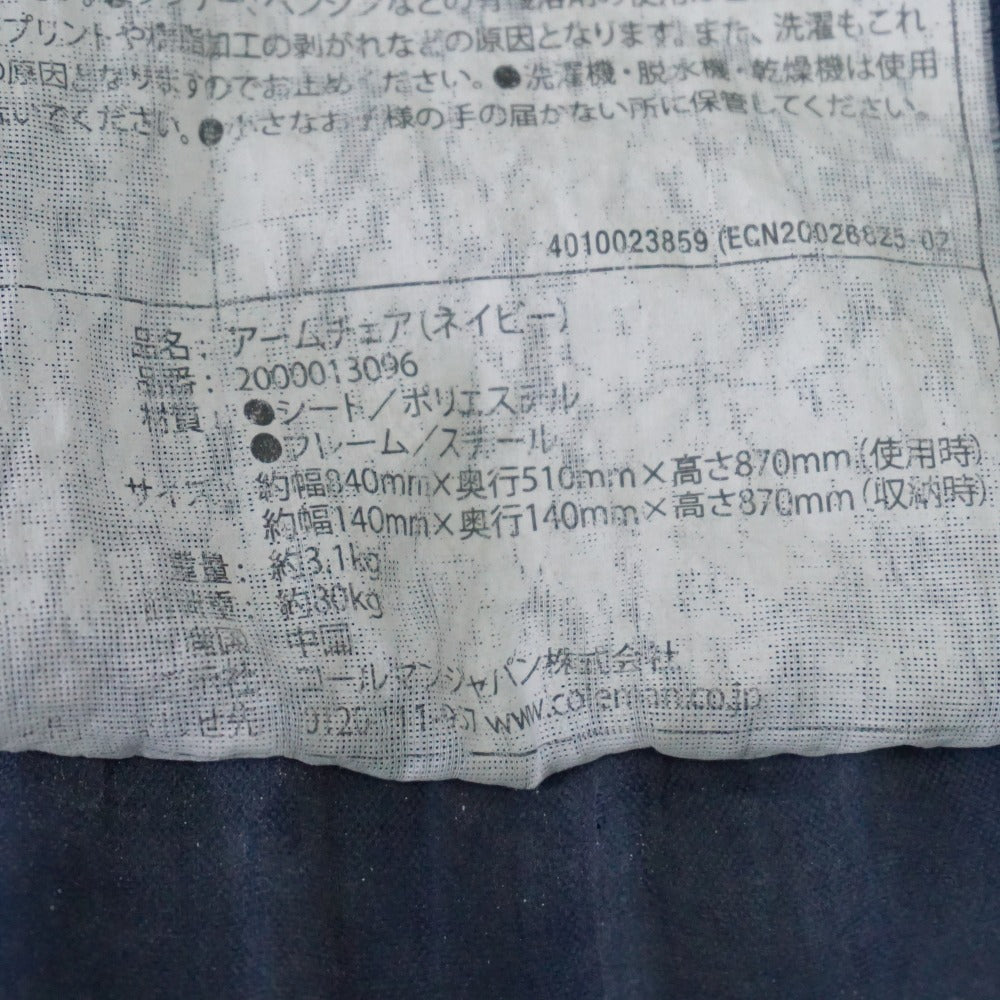 プリントや樹脂加工の剥がれなどの原因となります。また、洗濯もこれ
の原因となりますのでお止めください。●洗濯機・脱水機・乾燥機は使用
ないでください。●小さなお子様の手の届かない所に保管してください。
4010023859 (ECN20026625-02)
品名: アームチェア(ネイビー)
品番: 2000013096
材質: ●シート/ポリエステル
●フレーム/スチール
サイズ: 約幅840mm×奥行510mm×高さ870mm(使用時)
約幅140mm×奥行140mm×高さ870mm(収納時)
重量: 約3.1kg
約80kg
中国
コールマンジャパン株式会社
www.coleman.co.jp